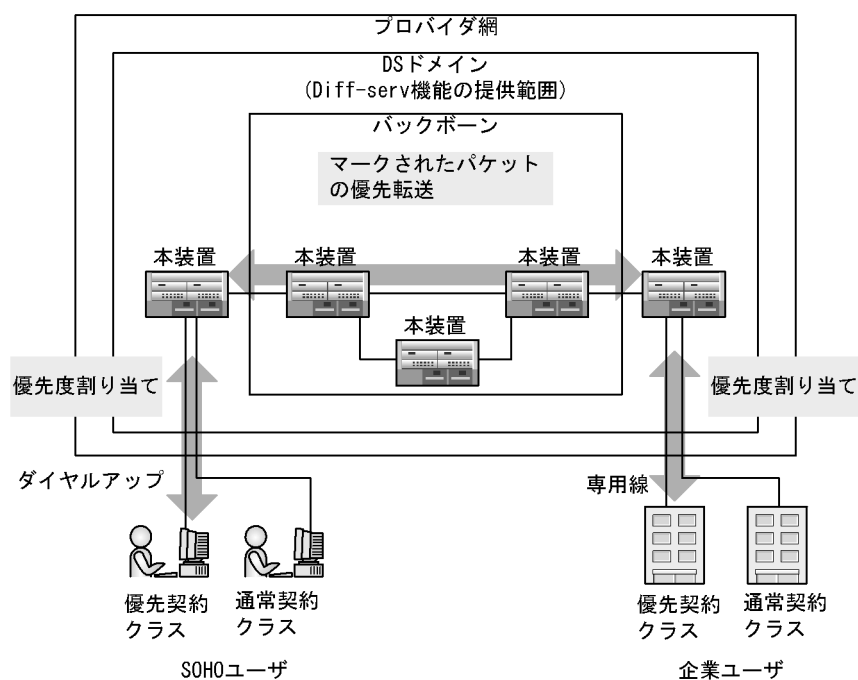 プロバイダ網
DSドメイン
(Diff-serv機能の提供範囲)
バックボーン
マークされたパケット
の優先転送
本装置
本装置
本装置
本装置
本装置
優先度割り当て
優先度割り当て
ダイヤルアップ
専用線
優先契約
クラス
通常契約
クラス
優先契約
クラス
通常契約
クラス
SOHOユーザ
企業ユーザ